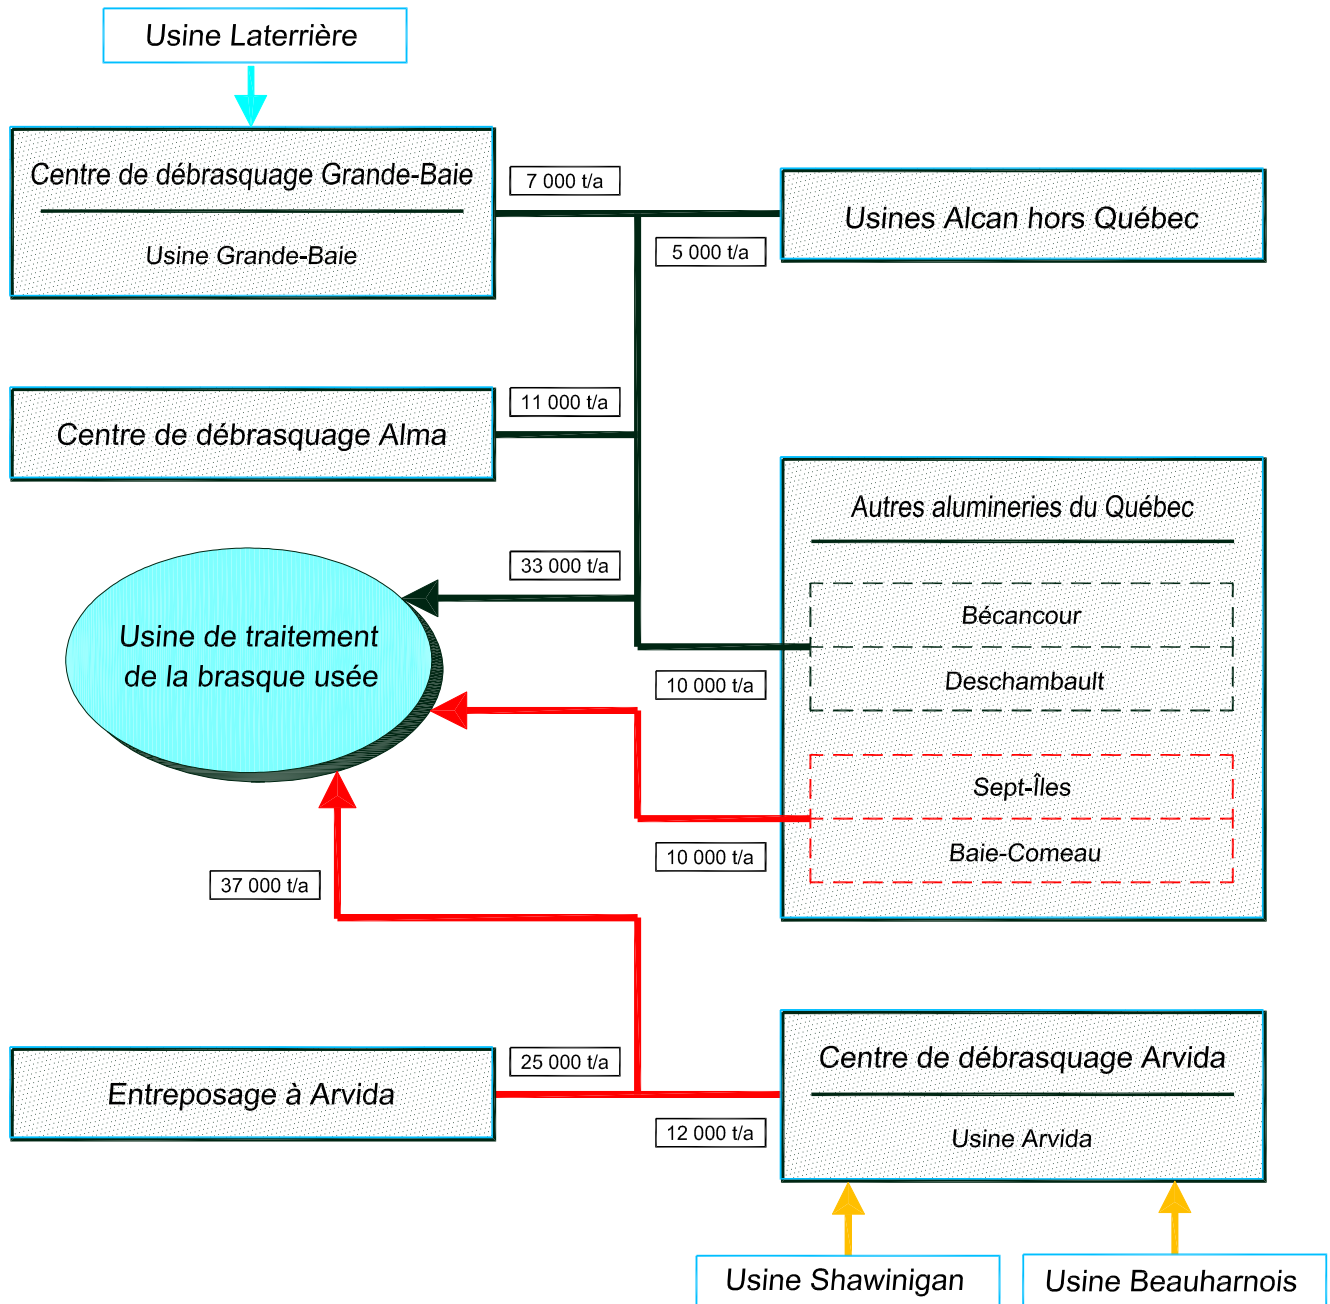 Usine Laterrière
Centre de débrasquage Grande-Baie
Usine Grande-Baie
7 000 t/a
Usines Alcan hors Québec
5 000 t/a
Centre de débrasquage Alma
11 000 t/a
Autres alumineries du Québec
33 000 t/a
Bécancour
Usine de traitement
de la brasque usée
Deschambault
10 000 t/a
Sept-Îles
Baie-Comeau
10 000 t/a
37 000 t/a
Entreposage à Arvida
25 000 t/a
Centre de débrasquage Arvida
12 000 t/a
Usine Arvida
Usine Shawinigan
Usine Beauharnois